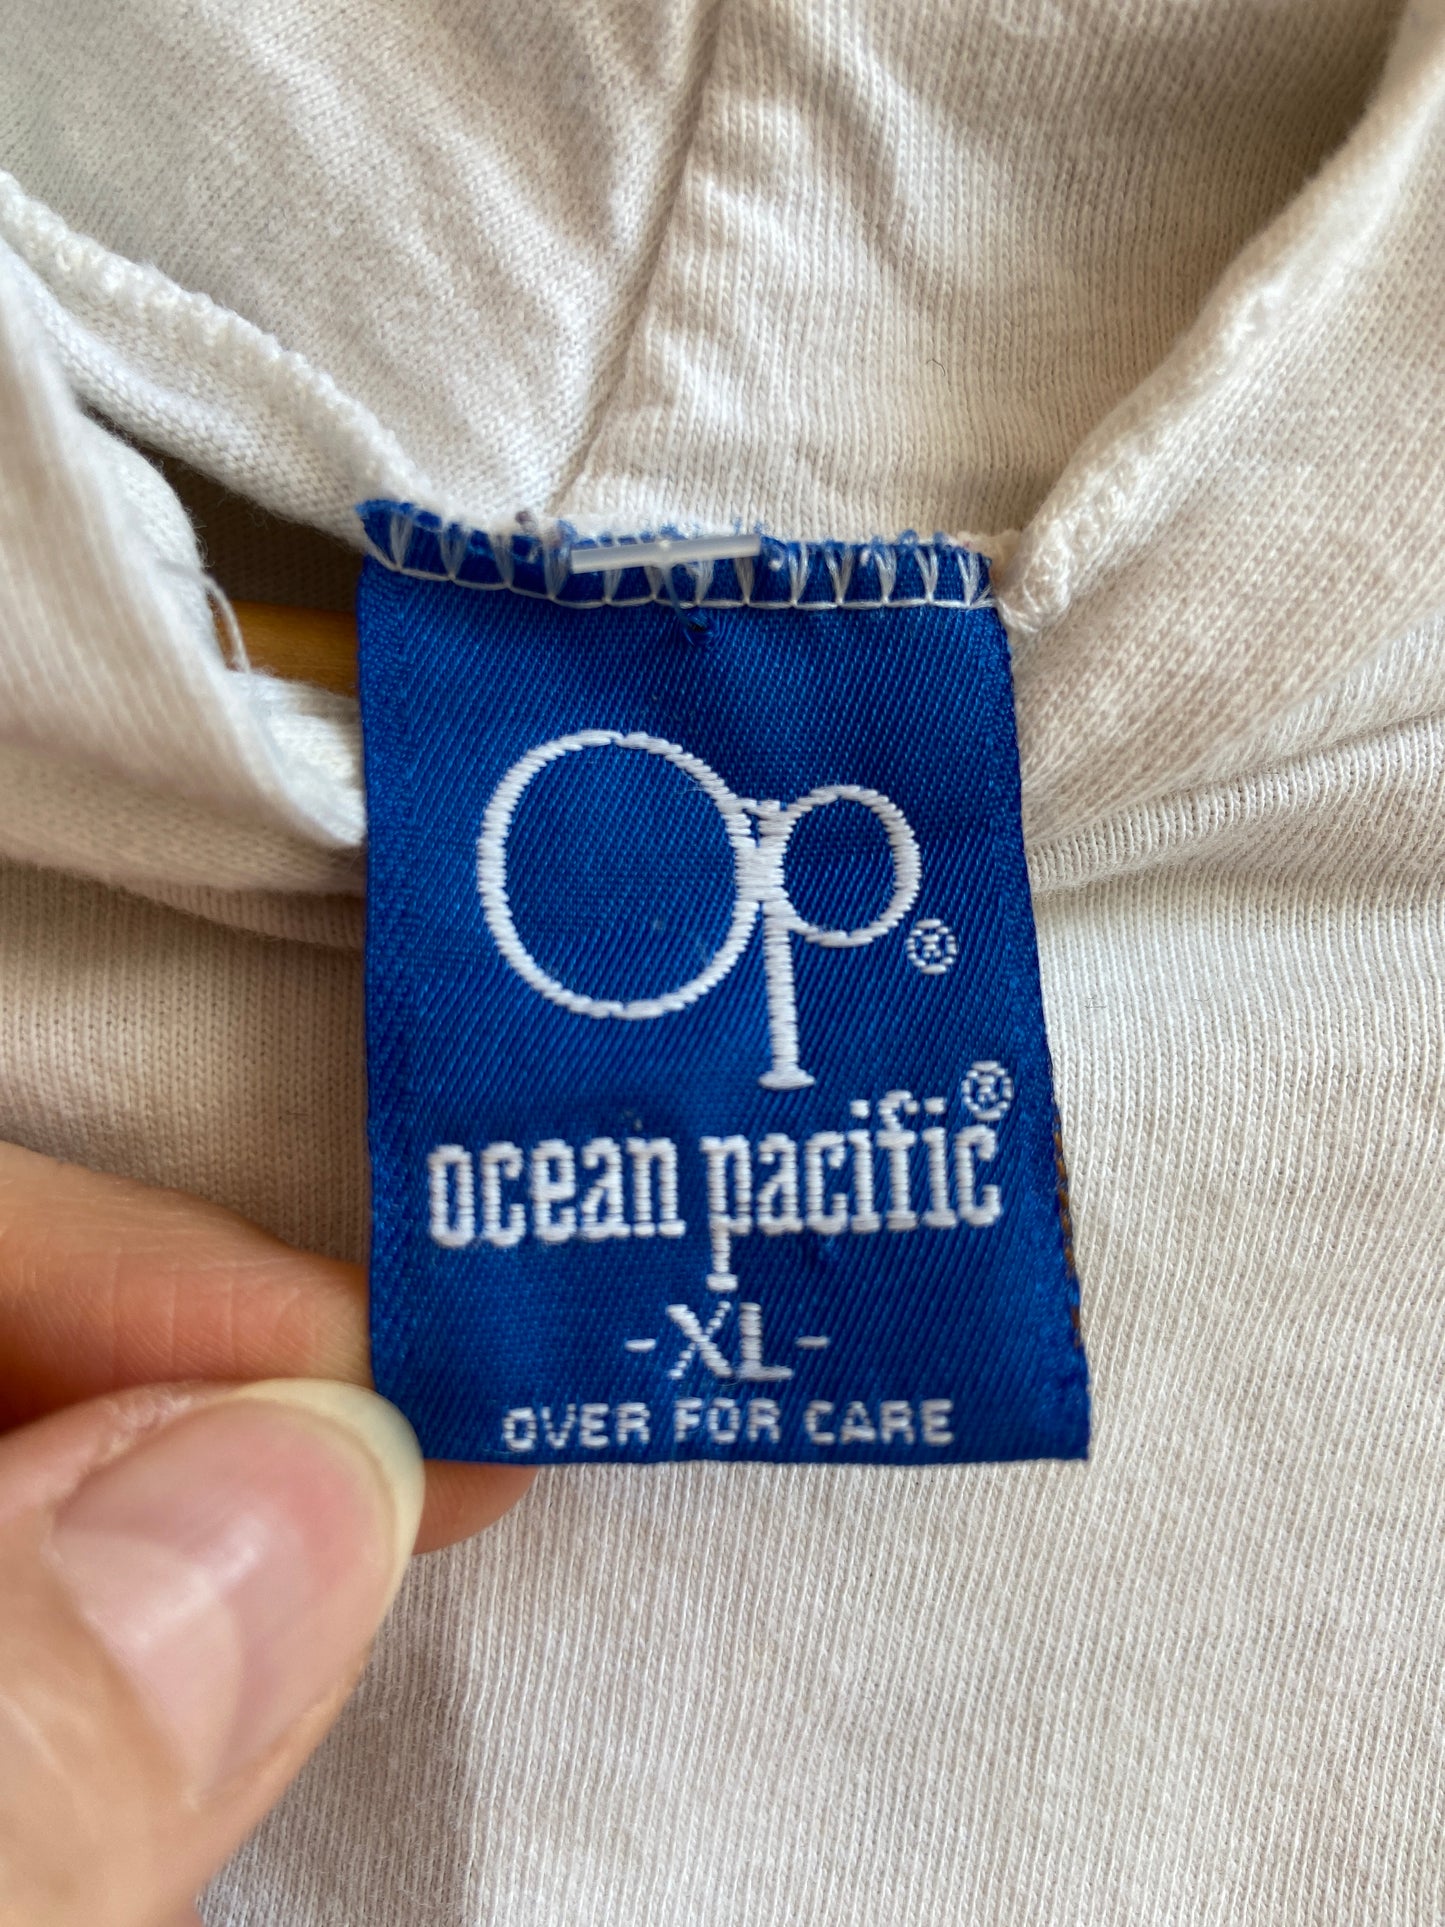 Op®
ocean pacific®
-XL-
OVER FOR CARE